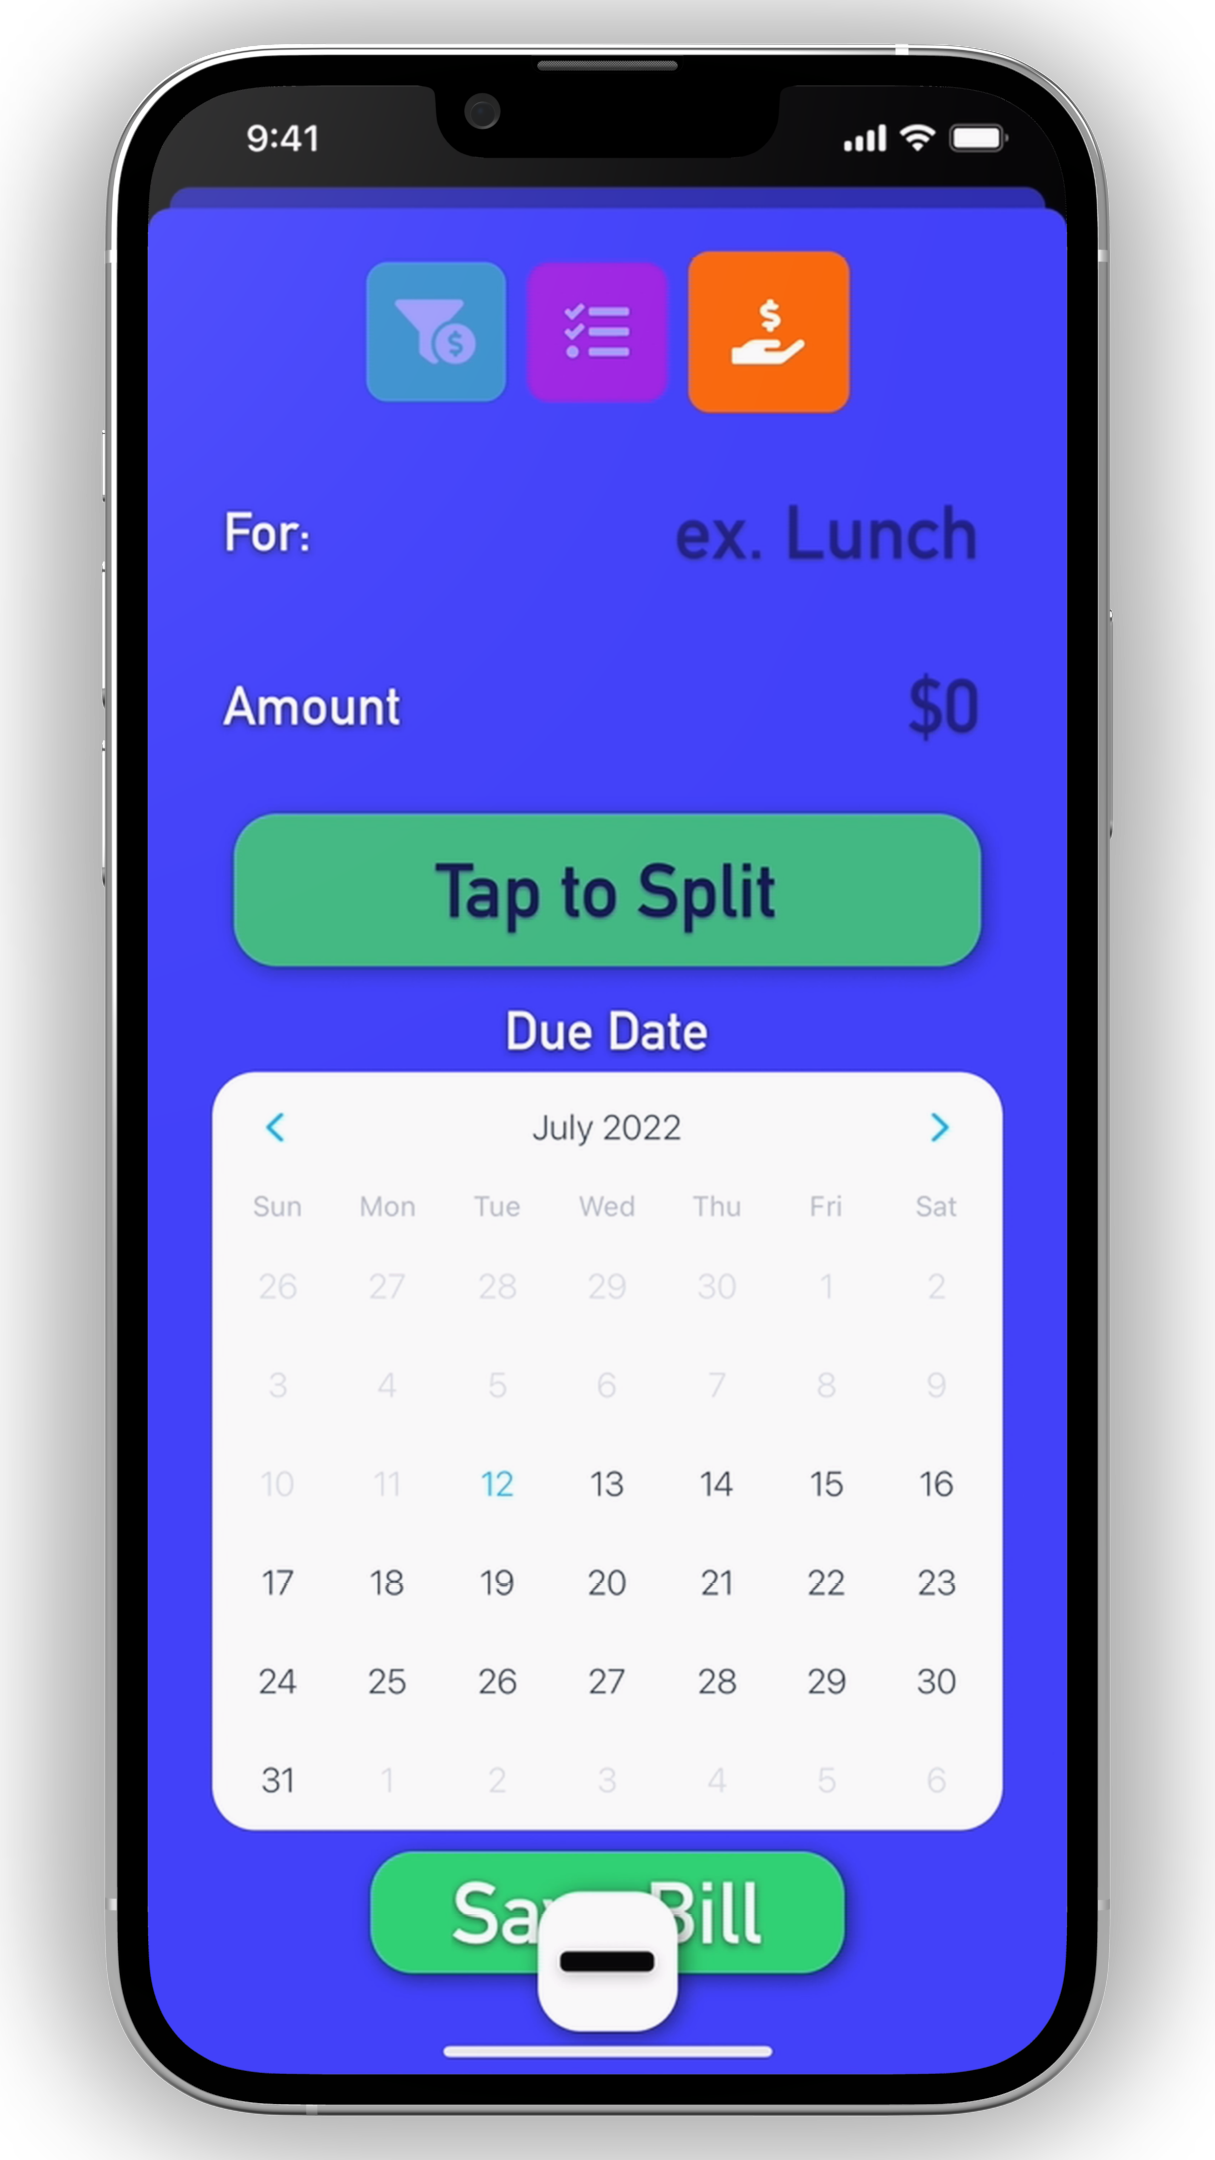 9:41
$
$
For:
ex. Lunch
Amount
$0
Tap to Split
Due Date
July 2022
Sun Mon Tue Wed Thu Fri Sat
26 27 28 29 30 1 2
3 4 5 6 7 8 9
10 11 12 13 14 15 16
17 18 19 20 21 22 23
24 25 26 27 28 29 30
31 1 2 3 4 5 6
Bill